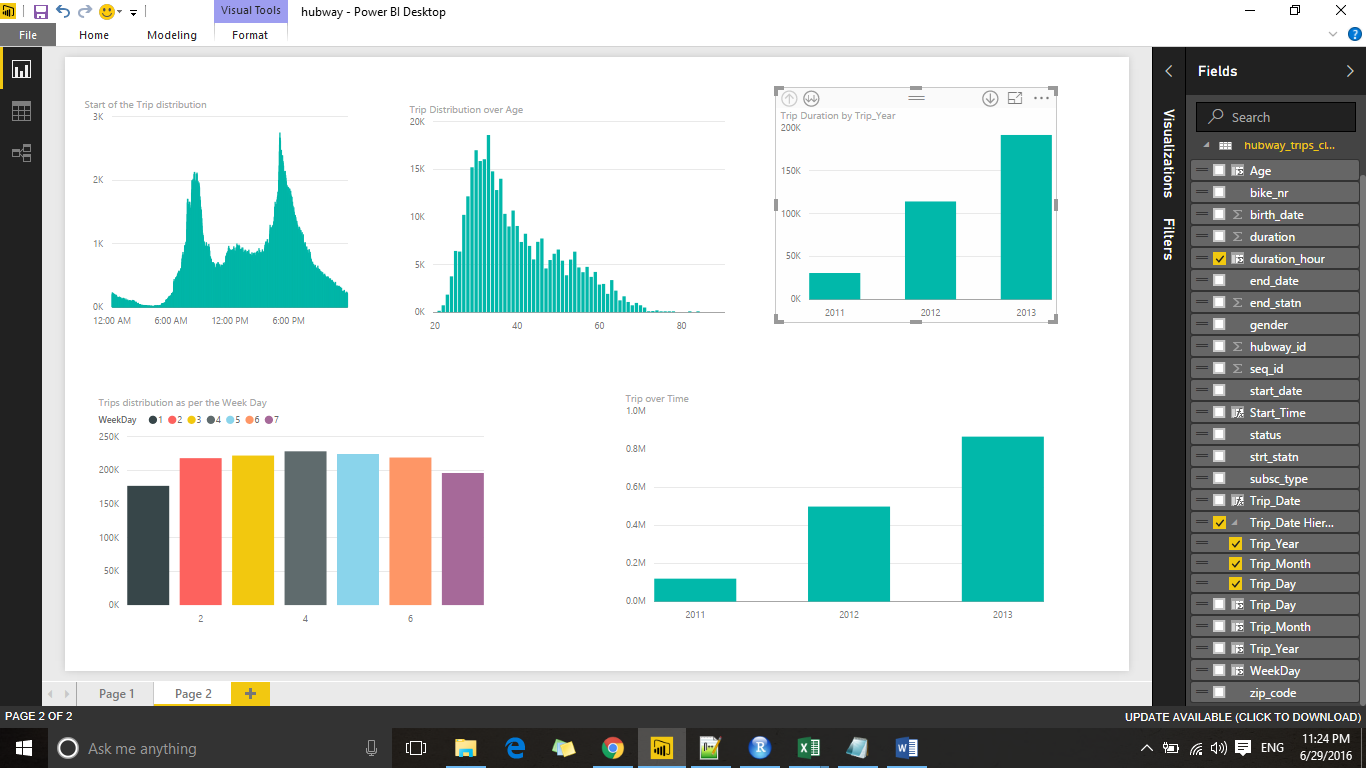 Visual Tools
hubway - Power BI Desktop
File
Home
Modeling
Format
Start of the Trip distribution
3K
2K
1K
0K
12:00 AM 6:00 AM 12:00 PM 6:00 PM
Trip Distribution over Age
20K
15K
10K
5K
0K
20 40 60 80
Trip Duration by Trip_Year
200K
150K
100K
50K
0K
2011 2012 2013
Trips distribution as per the Week Day
WeekDay 1 2 3 4 5 6 7
250K
200K
150K
100K
50K
0K
2 4 6
Trip over Time
1.0M
0.8M
0.6M
0.4M
0.2M
0.0M
2011 2012 2013
Visualizations
Filters
Fields
Search
hubway_trips_cl...
Age
bike_nr
birth_date
duration
duration_hour
end_date
end_statn
gender
hubway_id
seq_id
start_date
Start_Time
status
strt_statn
subsc_type
Trip_Date
Trip_Date Hier...
Trip_Year
Trip_Month
Trip_Day
Trip_Day
Trip_Month
Trip_Year
WeekDay
zip_code
Page 1
Page 2
PAGE 2 OF 2
UPDATE AVAILABLE (CLICK TO DOWNLOAD)
Ask me anything
ENG
11:24 PM
6/29/2016